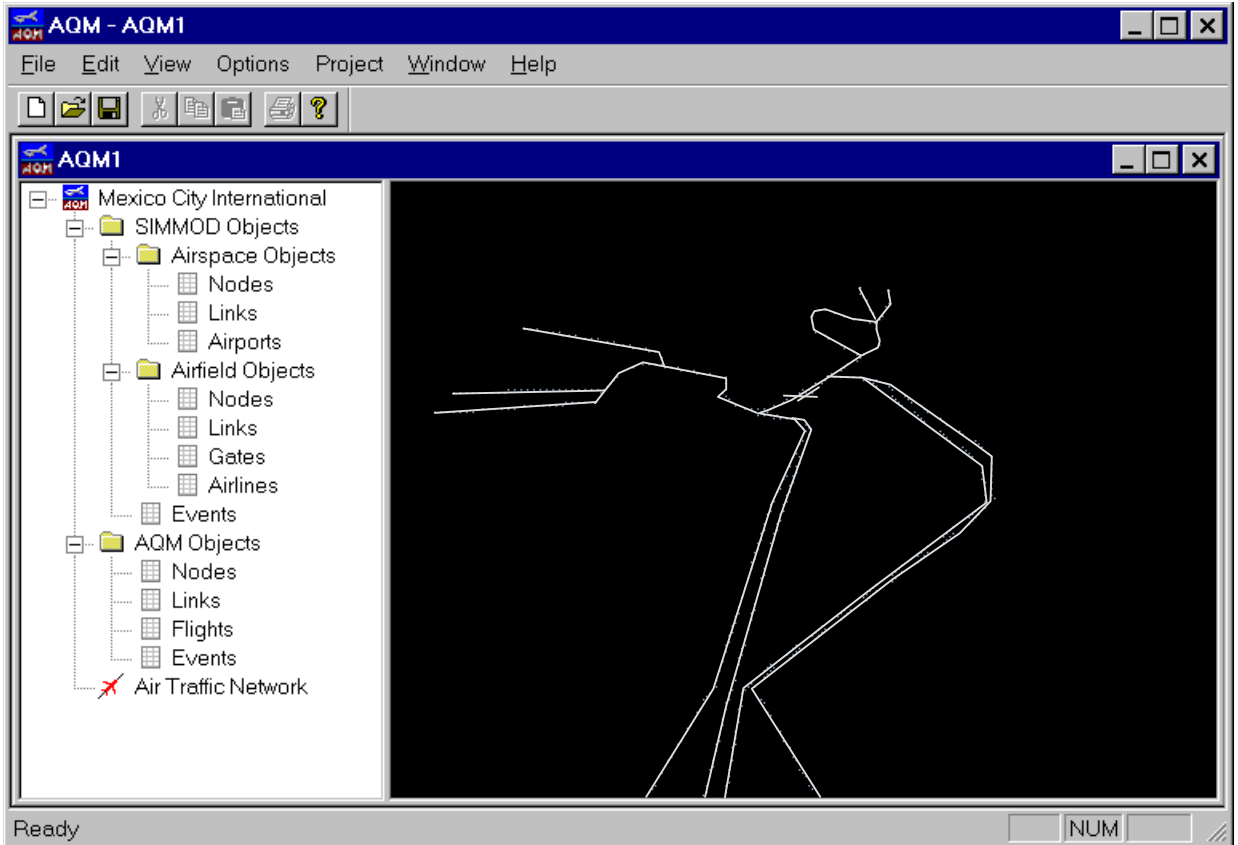 AQM - AQM1
File Edit View Options Project Window Help
AQM1
Mexico City International
SIMMOD Objects
Airspace Objects
Nodes
Links
Airports
Airfield Objects
Nodes
Links
Gates
Airlines
Events
AQM Objects
Nodes
Links
Flights
Events
Air Traffic Network
Ready NUM